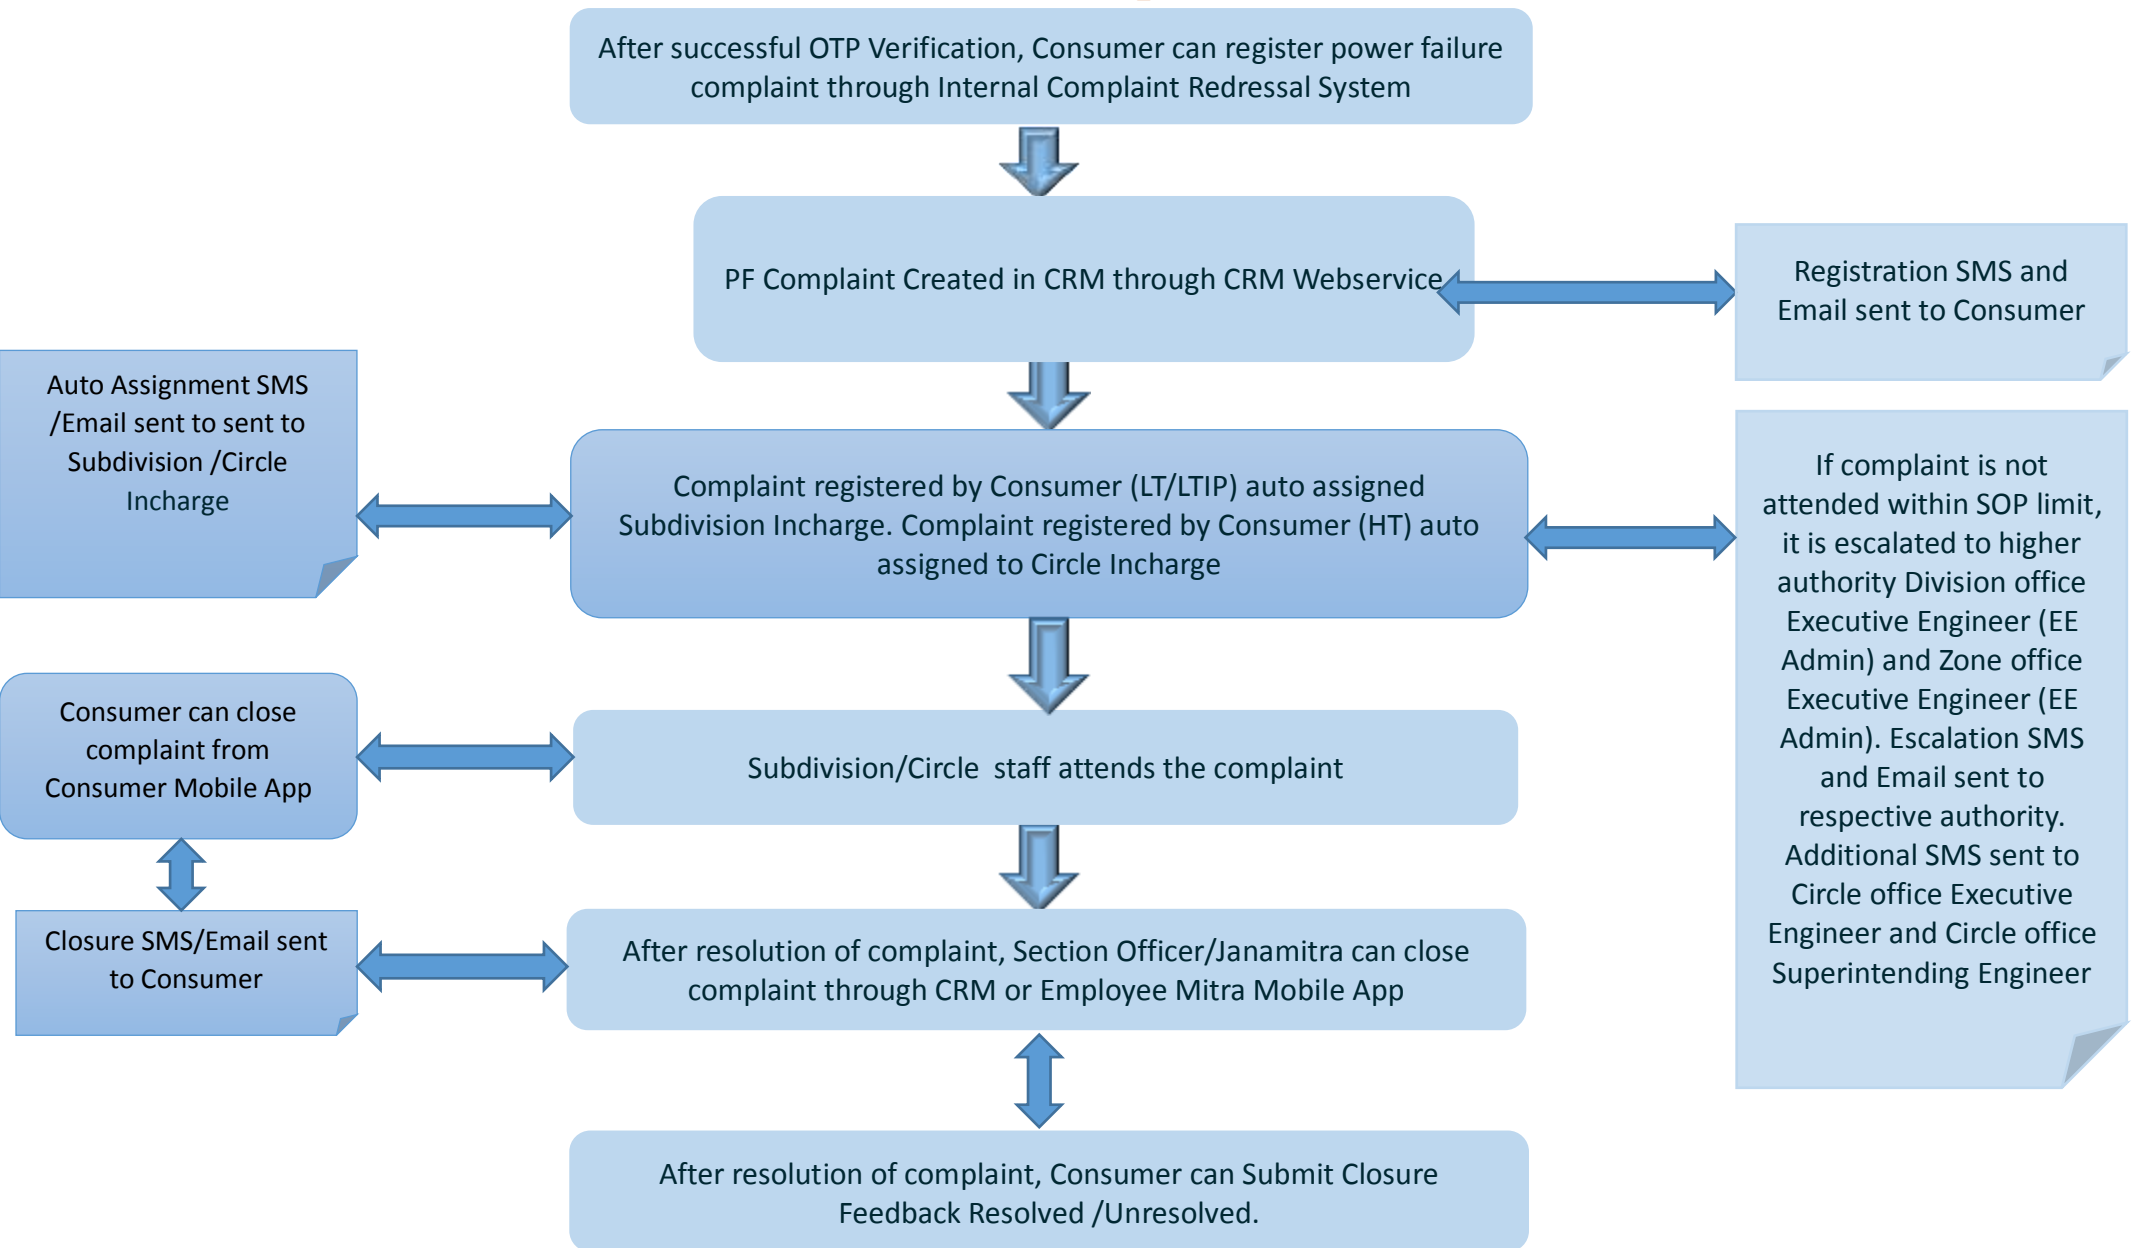 After successful OTP Verification, Consumer can register power failure
complaint through Internal Complaint Redressal System
PF Complaint Created in CRM through CRM Webservice
Registration SMS and
Email sent to Consumer
Auto Assignment SMS
/Email sent to sent to
Subdivision /Circle
Incharge
Complaint registered by Consumer (LT/LTIP) auto assigned
Subdivision Incharge. Complaint registered by Consumer (HT) auto
assigned to Circle Incharge
If complaint is not
attended within SOP limit,
it is escalated to higher
authority Division office
Executive Engineer (EE
Admin) and Zone office
Executive Engineer (EE
Admin). Escalation SMS
and Email sent to
respective authority.
Additional SMS sent to
Circle office Executive
Engineer and Circle office
Superintending Engineer
Consumer can close
complaint from
Consumer Mobile App
Subdivision/Circle  staff attends the complaint
Closure SMS/Email sent
to Consumer
After resolution of complaint, Section Officer/Janamitra can close
complaint through CRM or Employee Mitra Mobile App
After resolution of complaint, Consumer can Submit Closure
Feedback Resolved /Unresolved.